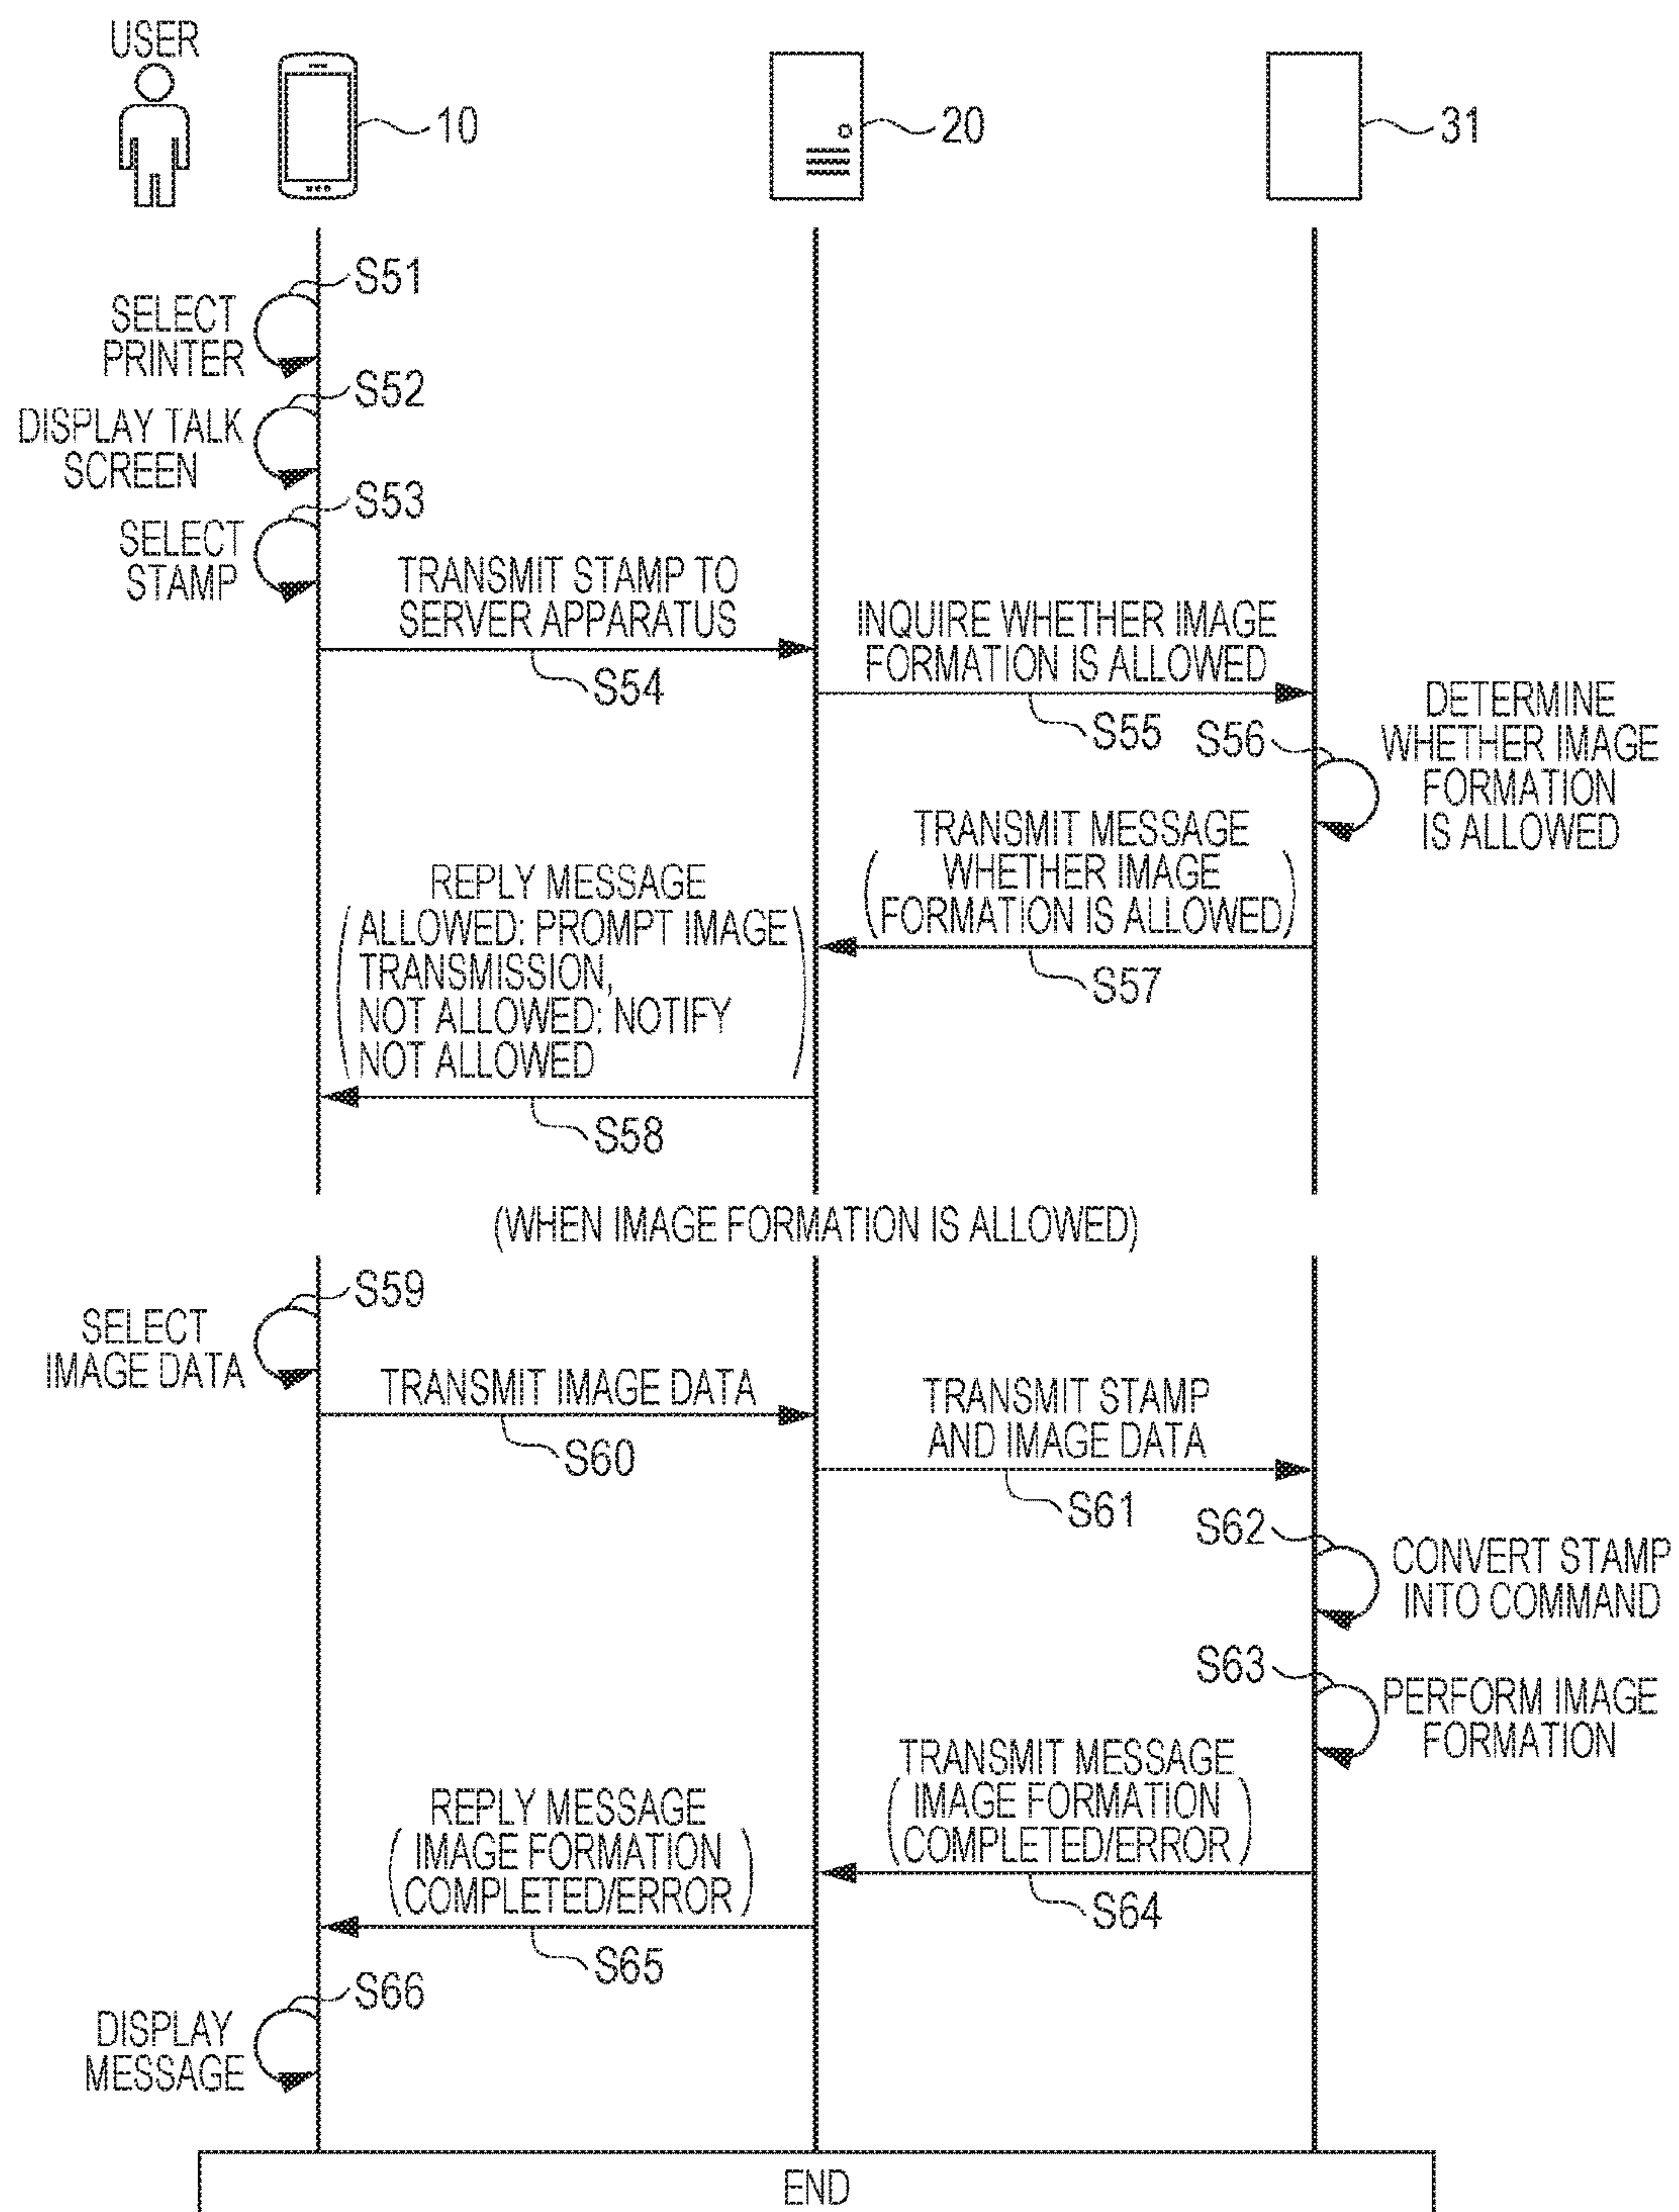 USER
10
20
31
S51
SELECT
PRINTER
S52
DISPLAY TALK
SCREEN
S53
SELECT
STAMP
TRANSMIT STAMP TO
SERVER APPARATUS
S54
INQUIRE WHETHER IMAGE
FORMATION IS ALLOWED
S55
S56
DETERMINE
WHETHER IMAGE
FORMATION
IS ALLOWED
TRANSMIT MESSAGE
(WHETHER IMAGE
FORMATION IS ALLOWED)
S57
REPLY MESSAGE
(ALLOWED: PROMPT IMAGE
TRANSMISSION,
NOT ALLOWED: NOTIFY
NOT ALLOWED)
S58
(WHEN IMAGE FORMATION IS ALLOWED)
S59
SELECT
IMAGE DATA
TRANSMIT IMAGE DATA
S60
TRANSMIT STAMP
AND IMAGE DATA
S61
S62
CONVERT STAMP
INTO COMMAND
S63
PERFORM IMAGE
FORMATION
TRANSMIT MESSAGE
(IMAGE FORMATION
COMPLETED/ERROR)
S64
REPLY MESSAGE
(IMAGE FORMATION
COMPLETED/ERROR)
S65
S66
DISPLAY
MESSAGE
END